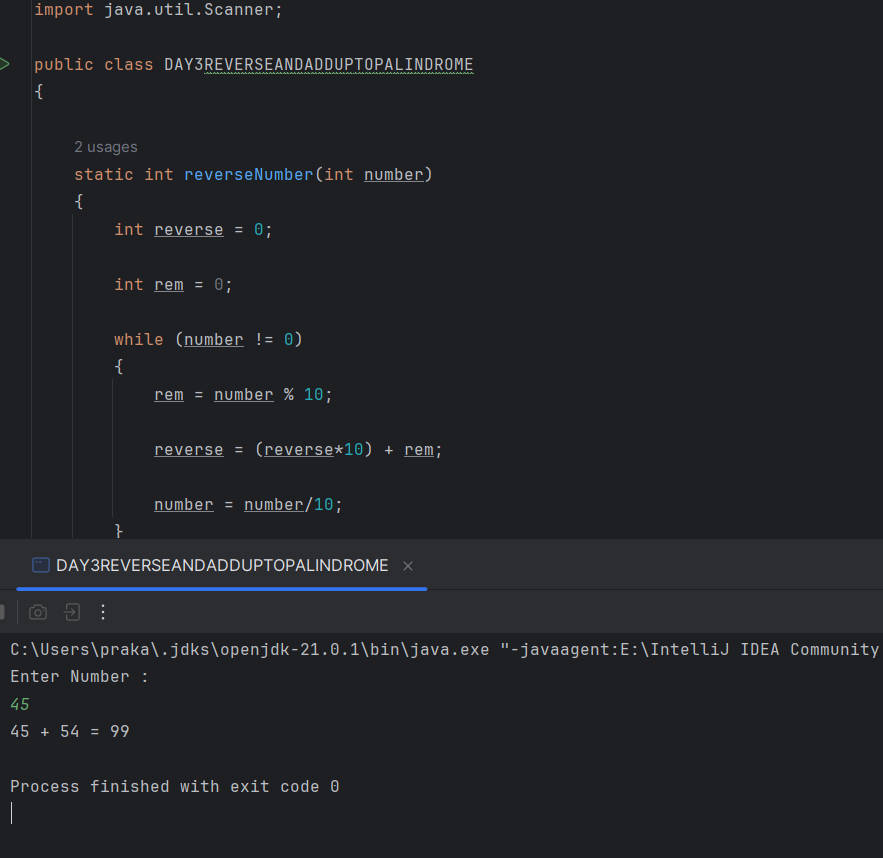 import java.util.Scanner;
public class DAY3REVERSEANDADDUPTOPALINDROME
{
2 usages
static int reverseNumber(int number)
{
int reverse = 0;
int rem = 0;
while (number != 0)
{
rem = number % 10;
reverse = (reverse*10) + rem;
number = number/10;
}
DAY3REVERSEANDADDUPTOPALINDROME
C:\Users\praka\.jdks\openjdk-21.0.1\bin\java.exe "-javaagent:E:\IntelliJ IDEA Community
Enter Number :
45
45 + 54 = 99
Process finished with exit code 0